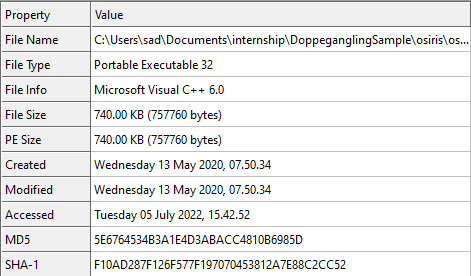 Property Value
File Name C:\Users\sad\Documents\internship\DoppeganglingSample\osiris\os...
File Type Portable Executable 32
File Info Microsoft Visual C++ 6.0
File Size 740.00 KB (757760 bytes)
PE Size 740.00 KB (757760 bytes)
Created Wednesday 13 May 2020, 07.50.34
Modified Wednesday 13 May 2020, 07.50.34
Accessed Tuesday 05 July 2022, 15.42.52
MD5 5E6764534B3A1E4D3ABACC4810B6985D
SHA-1 F10AD287F126F577F197070453812A7E88C2CC52